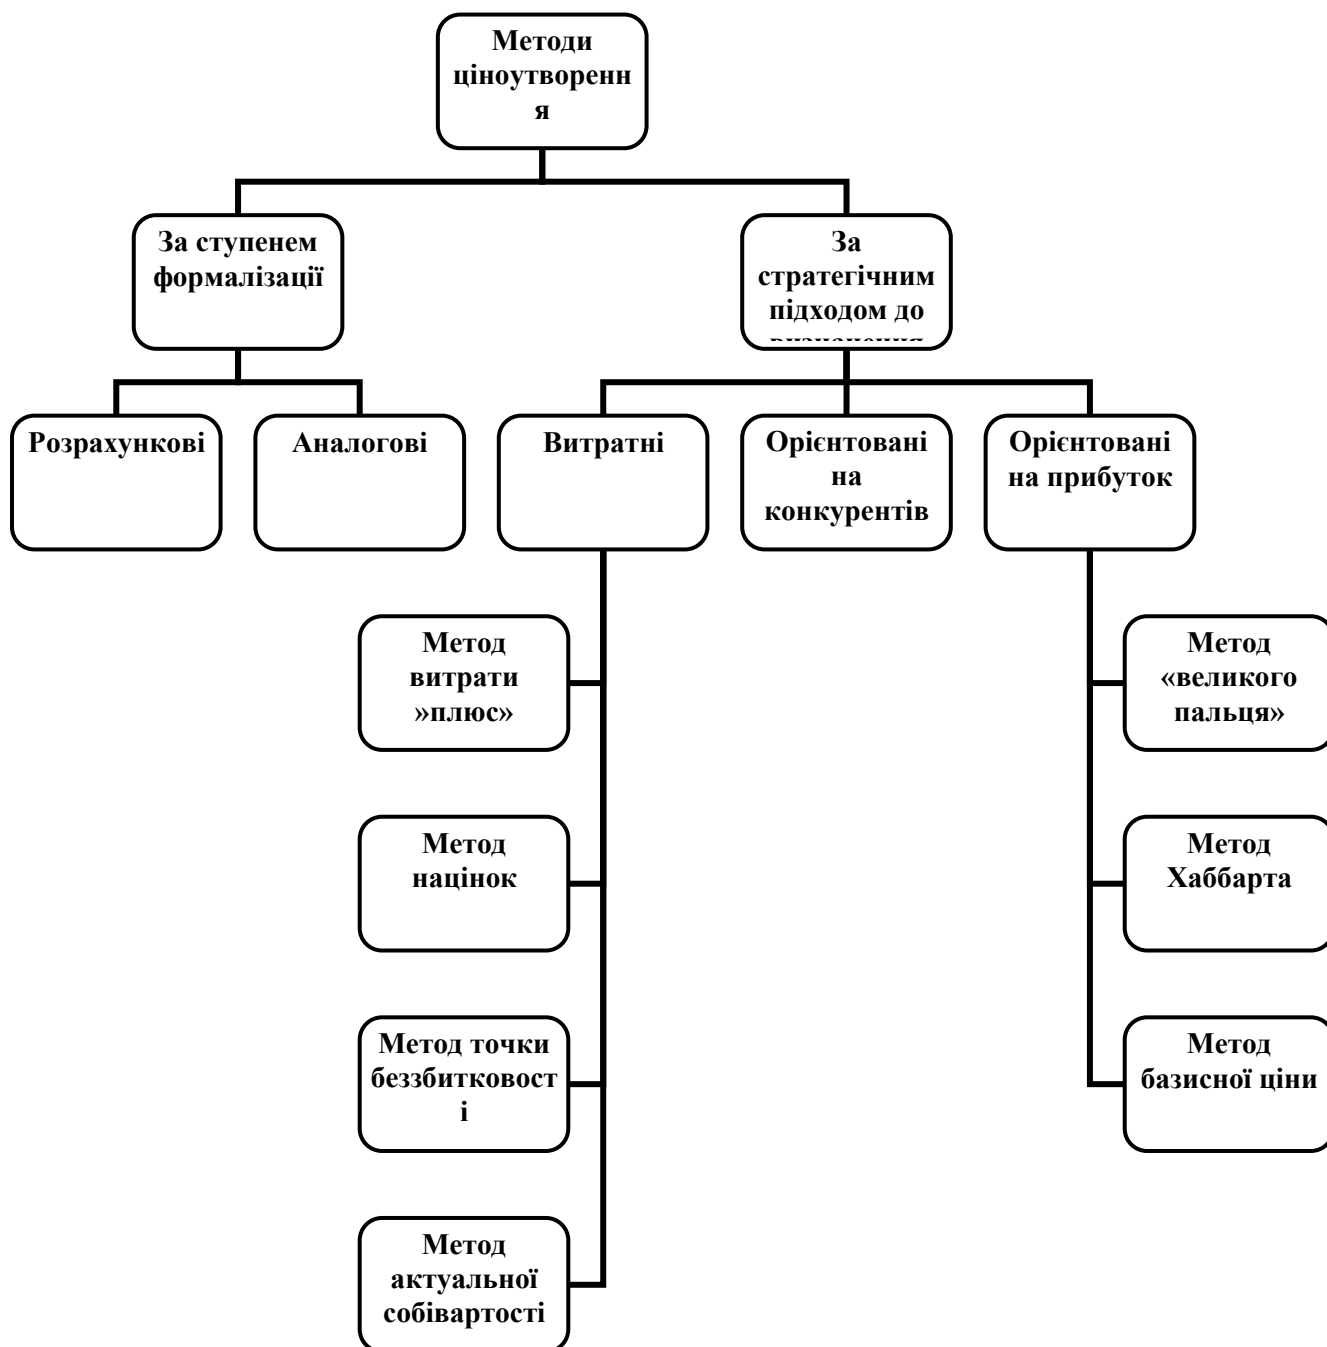 Методи
ціноутворенн
я
За ступенем
формалізації
За
стратегічним
підходом до
Розрахункові
Аналогові
Витратні
Орієнтовані
на
конкурентів
Орієнтовані
на прибуток
Метод
витрати
»плюс»
Метод
«великого
пальця»
Метод
націнок
Метод
Хаббарта
Метод точки
беззбитковост
і
Метод
базисної ціни
Метод
актуальної
собівартості